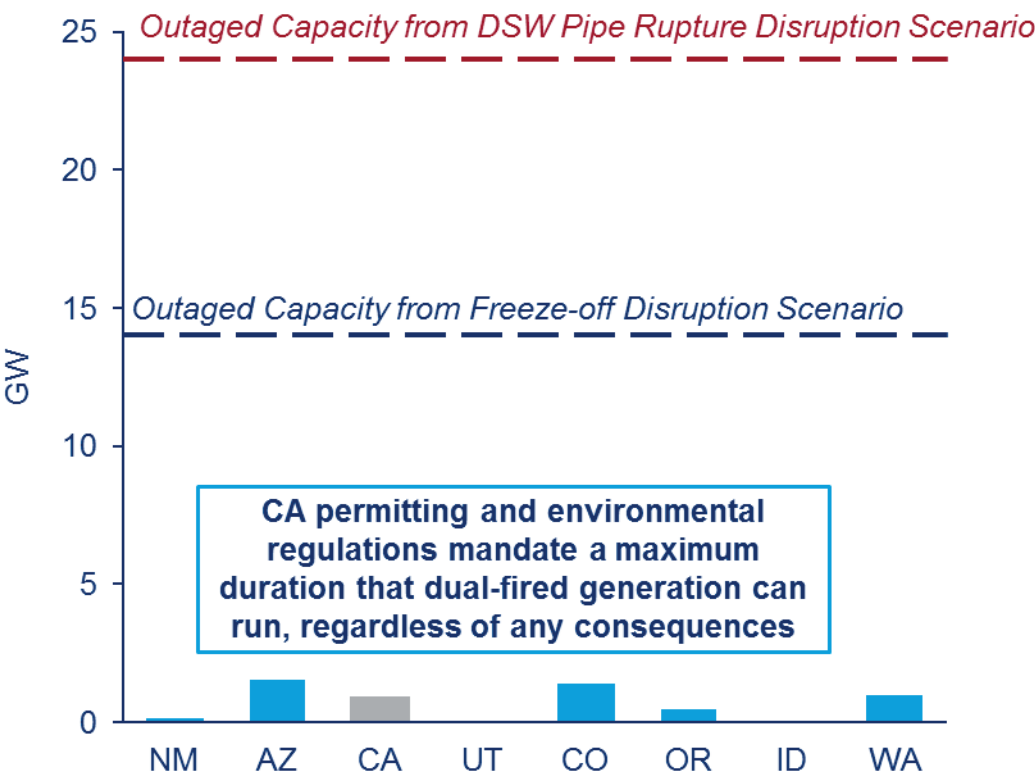 25
Outaged Capacity from DSW Pipe Rupture Disruption Scenario
20
15
Outaged Capacity from Freeze-off Disruption Scenario
GW
10
CA permitting and environmental
regulations mandate a maximum
duration that dual-fired generation can
run, regardless of any consequences
5
0
NM AZ CA UT CO OR ID WA